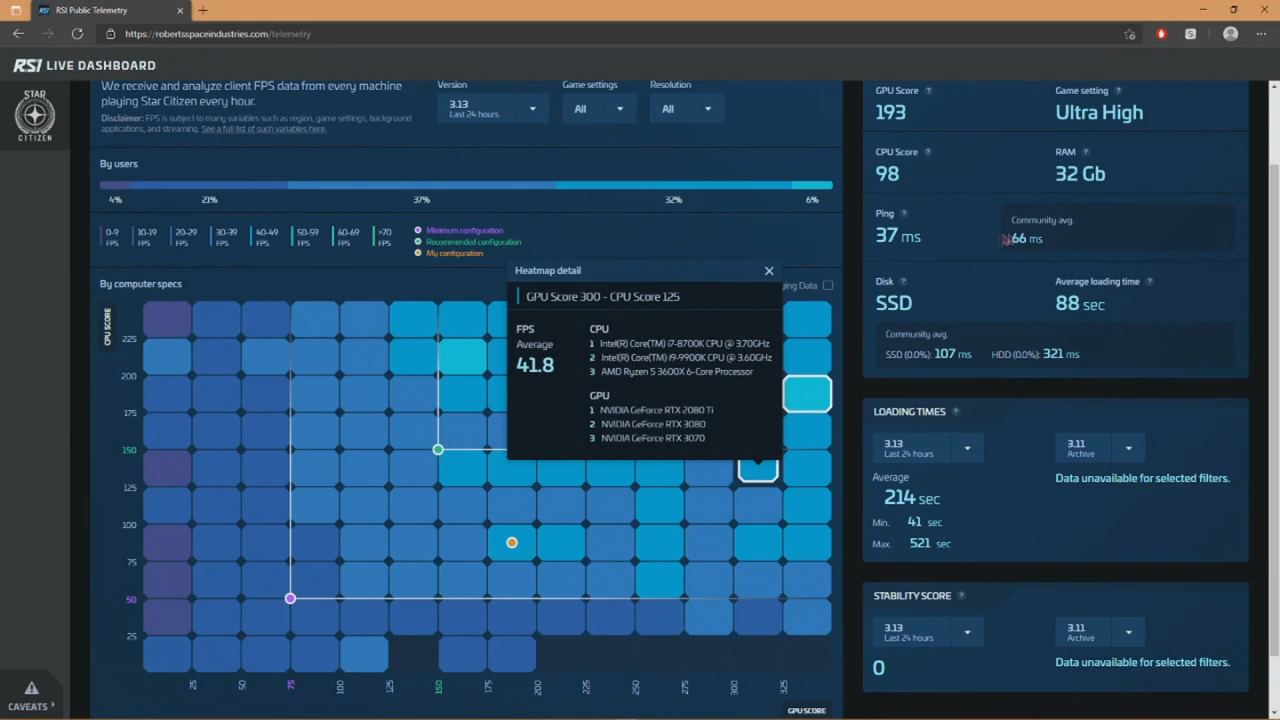 RSI Public Telemetry
https://robertsspaceindustries.com/telemetry
RSI LIVE DASHBOARD
STAR
CITIZEN
We receive and analyze client FPS data from every machine
playing Star Citizen every hour.
Disclaimer: FPS is subject to many variables such as region, game settings, background
applications, and streaming. See a full list of such variables here.
Version
3.13
Last 24 hours
Game settings
All
Resolution
All
By users
4%
21%
37%
32%
6%
0-9 FPS
10-19 FPS
20-29 FPS
30-39 FPS
40-49 FPS
50-59 FPS
60-69 FPS
>70 FPS
Minimum configuration
Recommended configuration
My configuration
By computer specs
ging Data
CPU SCORE
225
200
175
150
125
100
75
50
25
25
50
75
100
125
150
175
200
225
250
275
300
325
GPU SCORE
Heatmap detail
GPU Score 300 - CPU Score 125
FPS
Average
41.8
CPU
1 Intel(R) Core(TM) i7-8700K CPU @ 3.70GHz
2 Intel(R) Core(TM) i9-9900K CPU @ 3.60GHz
3 AMD Ryzen 5 3600X 6-Core Processor
GPU
1 NVIDIA GeForce RTX 2080 Ti
2 NVIDIA GeForce RTX 3080
3 NVIDIA GeForce RTX 3070
GPU Score ?
193
Game setting ?
Ultra High
CPU Score ?
98
RAM ?
32 Gb
Ping ?
37 ms
Community avg.
66 ms
Disk ?
SSD
Average loading time ?
88 sec
Community avg.
SSD (0.0%): 107 ms HDD (0.0%): 321 ms
LOADING TIMES ?
3.13
Last 24 hours
3.11
Archive
Average
214 sec
Min. 41 sec
Max. 521 sec
Data unavailable for selected filters.
STABILITY SCORE ?
3.13
Last 24 hours
3.11
Archive
0
Data unavailable for selected filters.
CAVEATS